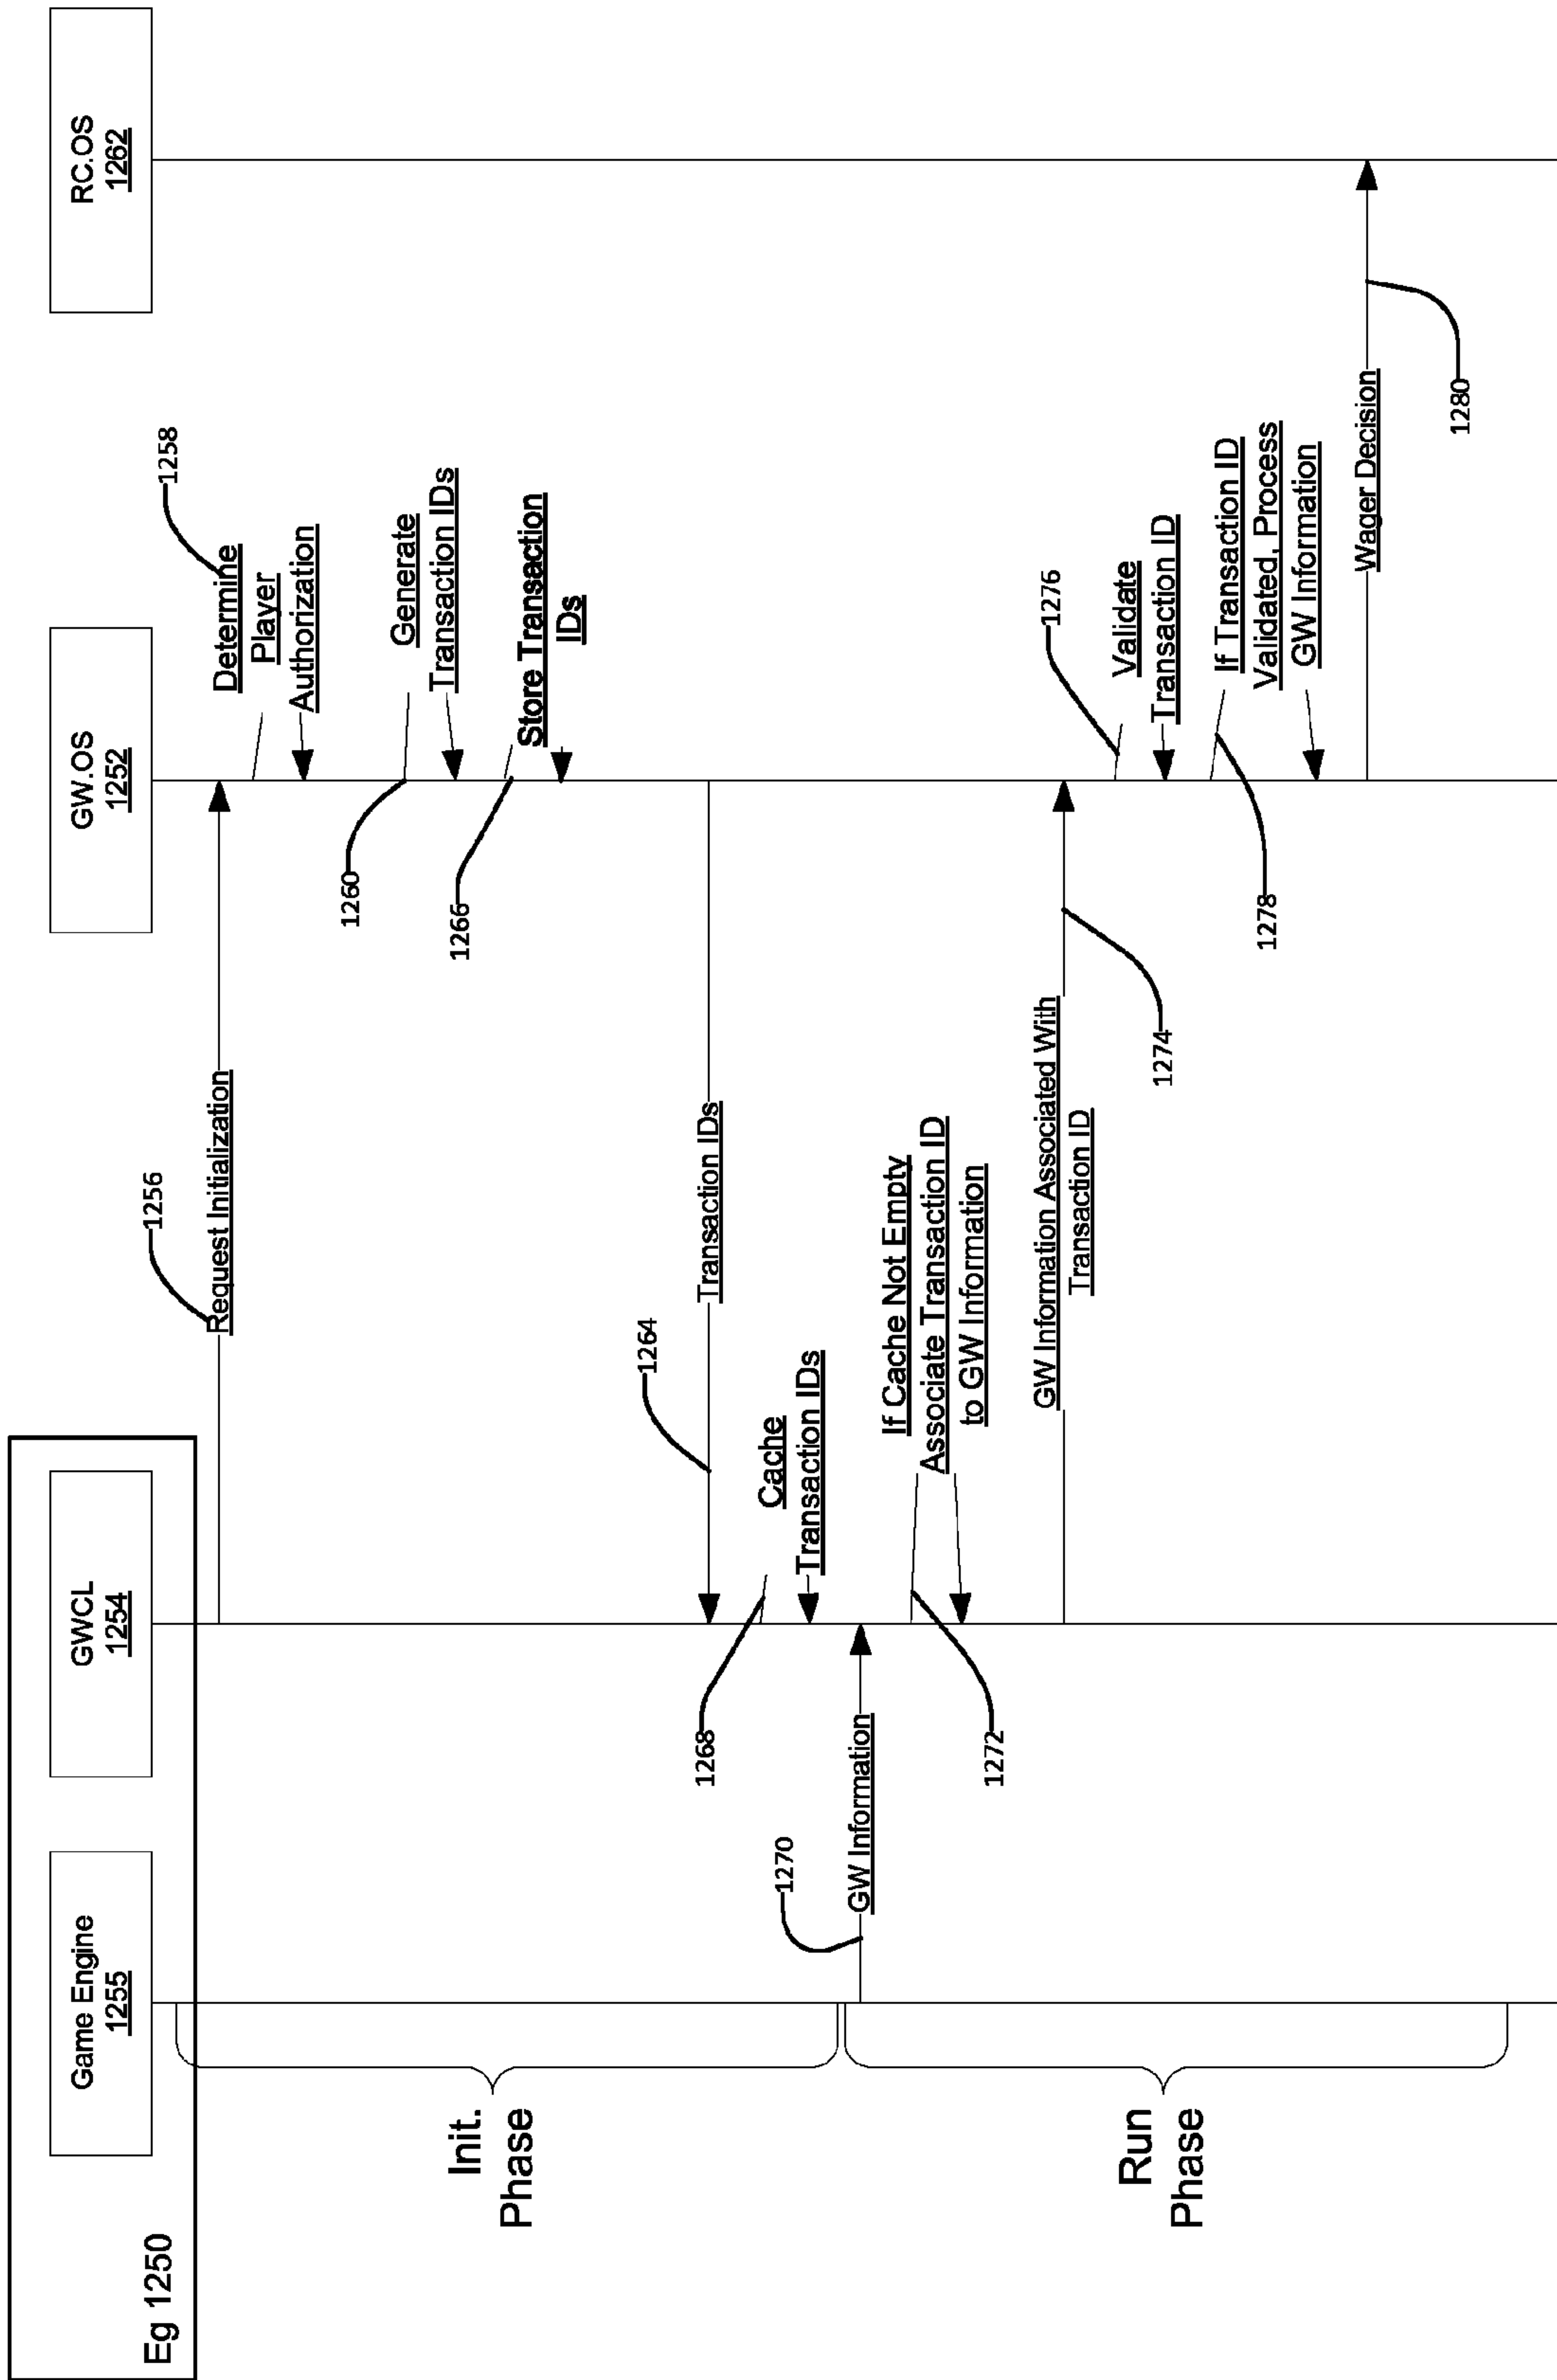 Eg 1250
Game Engine
1255
GWCL
1254
GW.OS
1252
RC.OS
1262
Init.
Phase
1256
Request Initialization
1258
Determine
Player
Authorization
1260
Generate
Transaction IDs
1266
Store Transaction
IDs
1264
Transaction IDs
1268
Cache
Transaction IDs
Run
Phase
1270
GW Information
1272
If Cache Not Empty
Associate Transaction ID
to GW Information
GW Information Associated With
Transaction ID
1274
1276
Validate
Transaction ID
1278
If Transaction ID
Validated, Process
GW Information
Wager Decision
1280